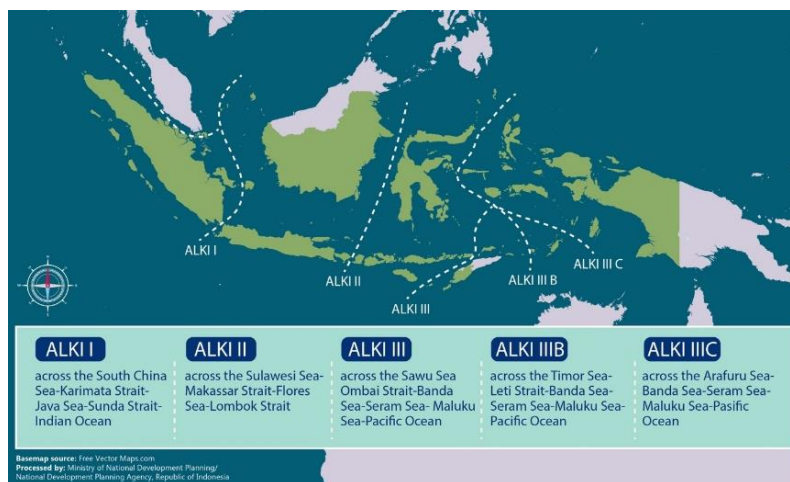 ALKI I
ALKI II
ALKI III
ALKI III B
ALKI III C
ALKI I
across the South China
Sea-Karimata Strait-
Java Sea-Sunda Strait-
Indian Ocean
ALKI II
across the Sulawesi Sea-
Makassar Strait-Flores
Sea-Lombok Strait
ALKI III
across the Sawu Sea
Ombai Strait-Banda
Sea-Seram Sea- Maluku
Sea-Pacific Ocean
ALKI IIIB
across the Timor Sea-
Leti Strait-Banda Sea-
Seram Sea-Maluku Sea-
Pacific Ocean
ALKI IIIC
across the Arafuru Sea-
Banda Sea-Seram Sea-
Maluku Sea-Pasific
Ocean
Basemap source: Free Vector Maps.com
Processed by: Ministry of National Development Planning/
National Development Planning Agency, Republic of Indonesia